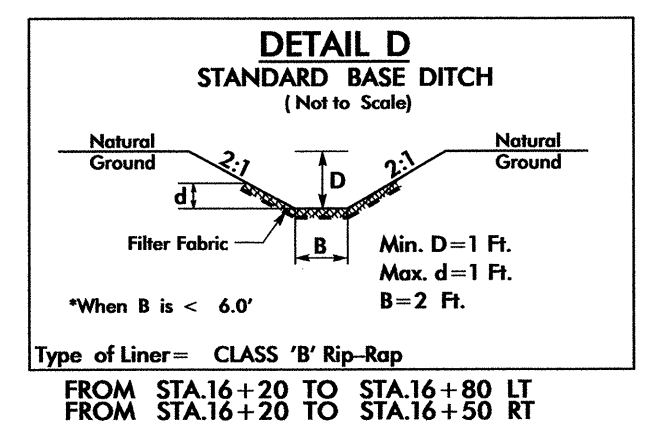 DETAIL D
STANDARD BASE DITCH
( Not to Scale)
Natural
Ground
2:1
D
2:1
Natural
Ground
d
Filter Fabric
B
Min. D=1 Ft.
Max. d=1 Ft.
B=2 Ft.
*When B is < 6.0'
Type of Liner= CLASS 'B' Rip-Rap
FROM STA.16+20 TO STA.16+80 LT
FROM STA.16+20 TO STA.16+50 RT